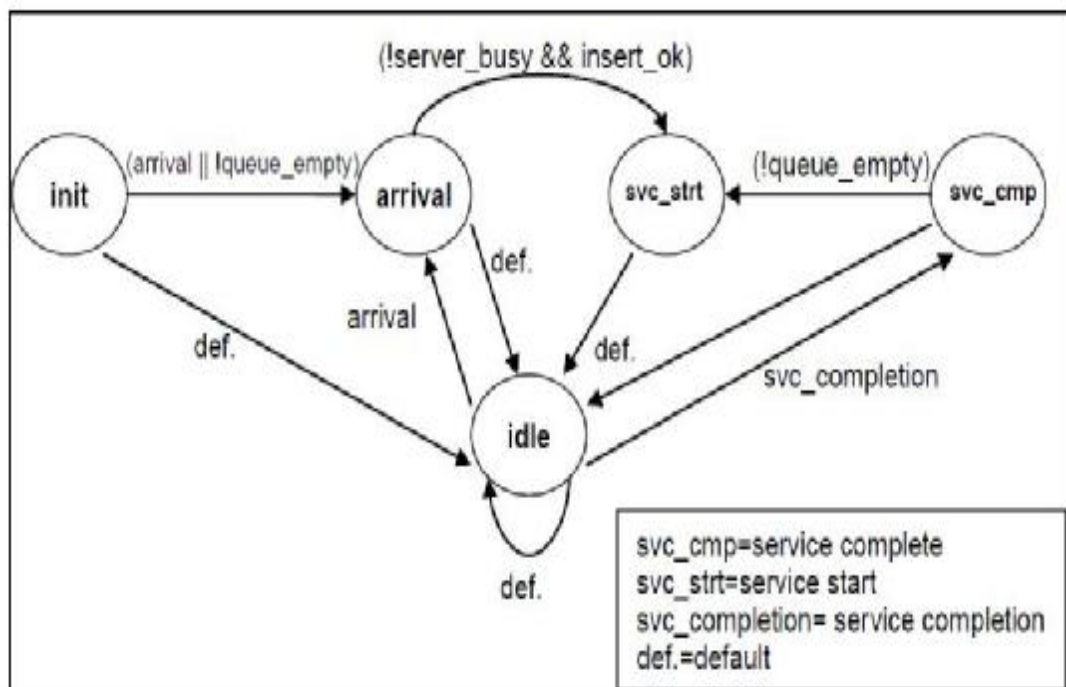 (!server_busy && insert_ok)
init
(arrival || !queue_empty)
arrival
svc_strt
(!queue_empty)
svc_cmp
def.
arrival
def.
def.
svc_completion
idle
def.
svc_cmp=service complete
svc_strt=service start
svc_completion= service completion
def.=default